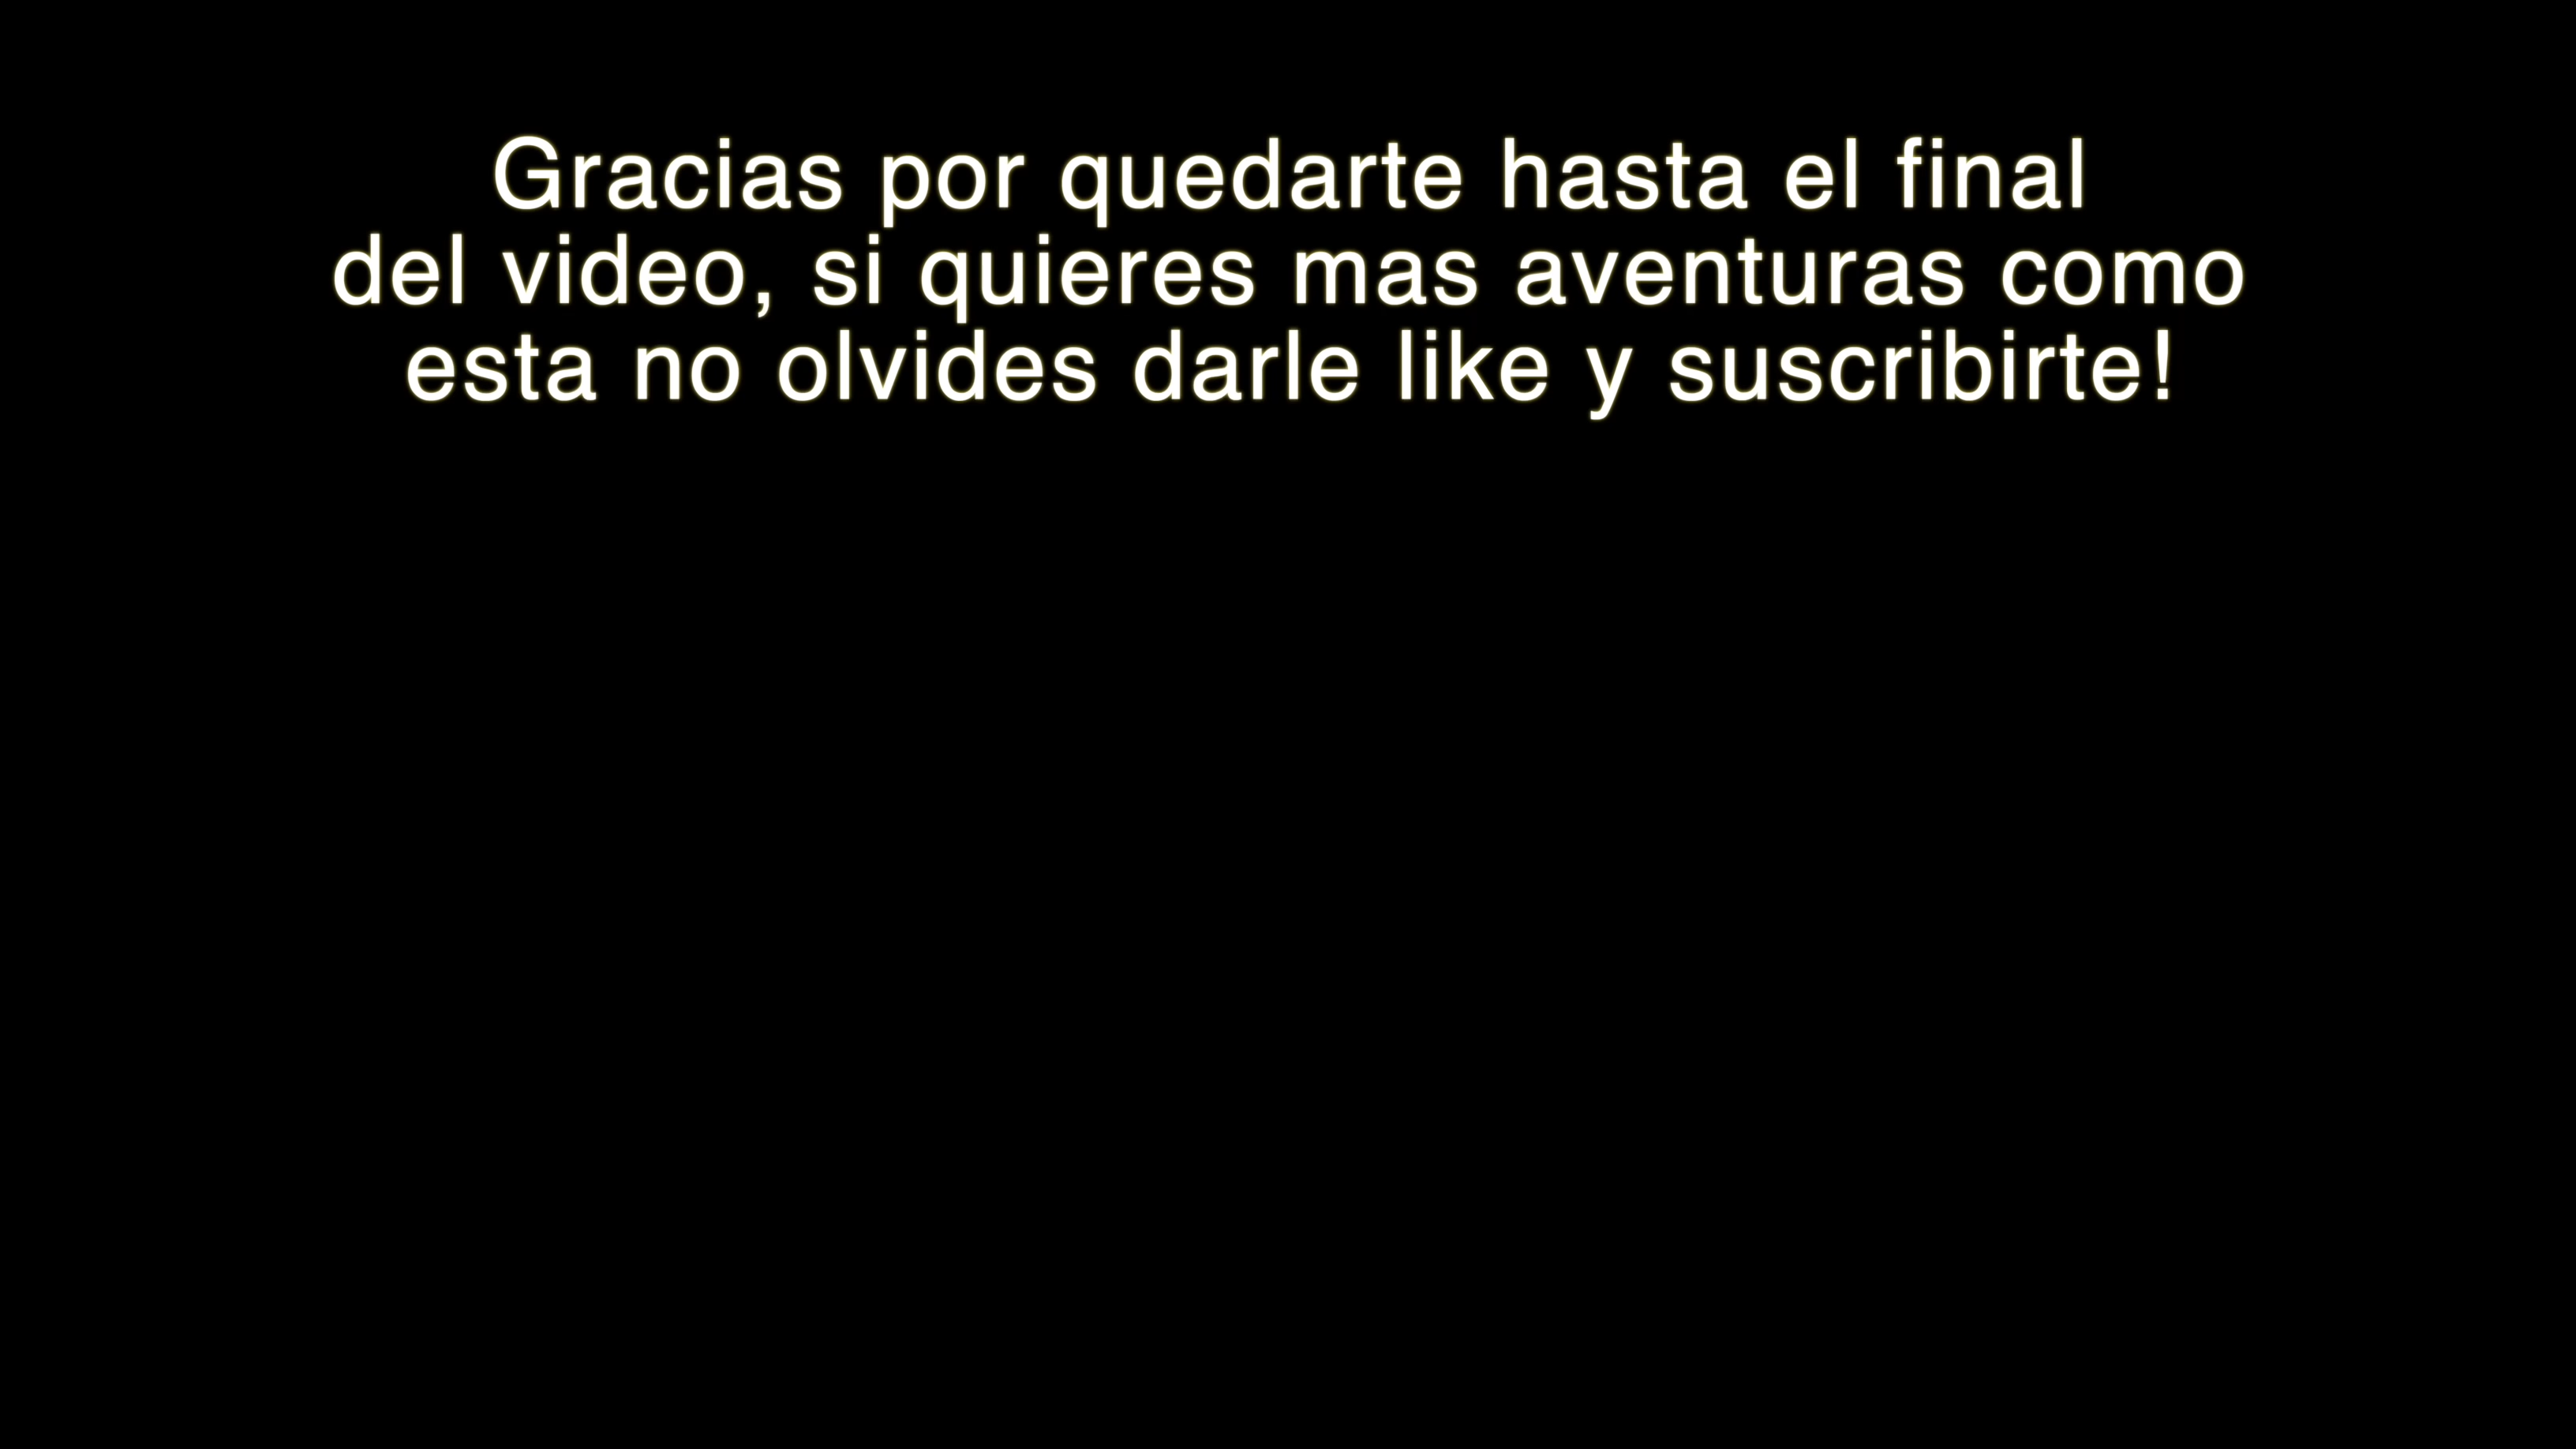 Gracias por quedarte hasta el final
del video, si quieres mas aventuras como
esta no olvides darle like y suscribirte!